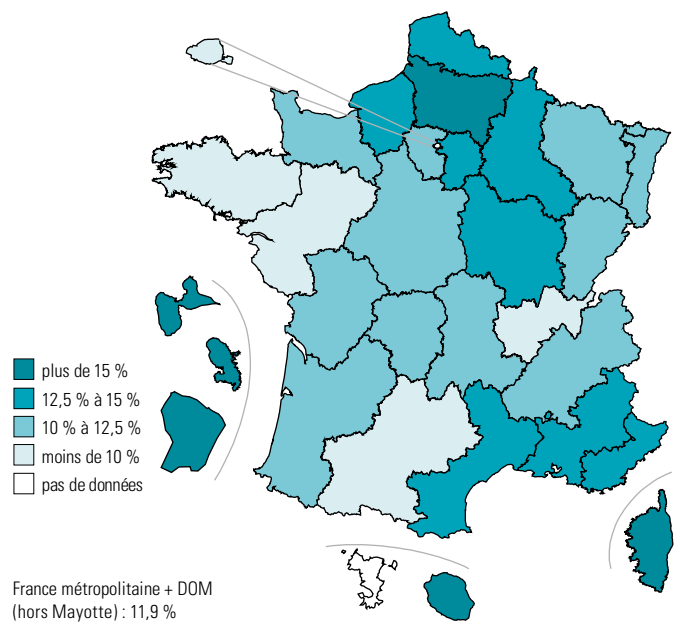 plus de 15 %
12,5 % à 15 %
10 % à 12,5 %
moins de 10 %
pas de données
France métropolitaine + DOM
(hors Mayotte) : 11,9 %